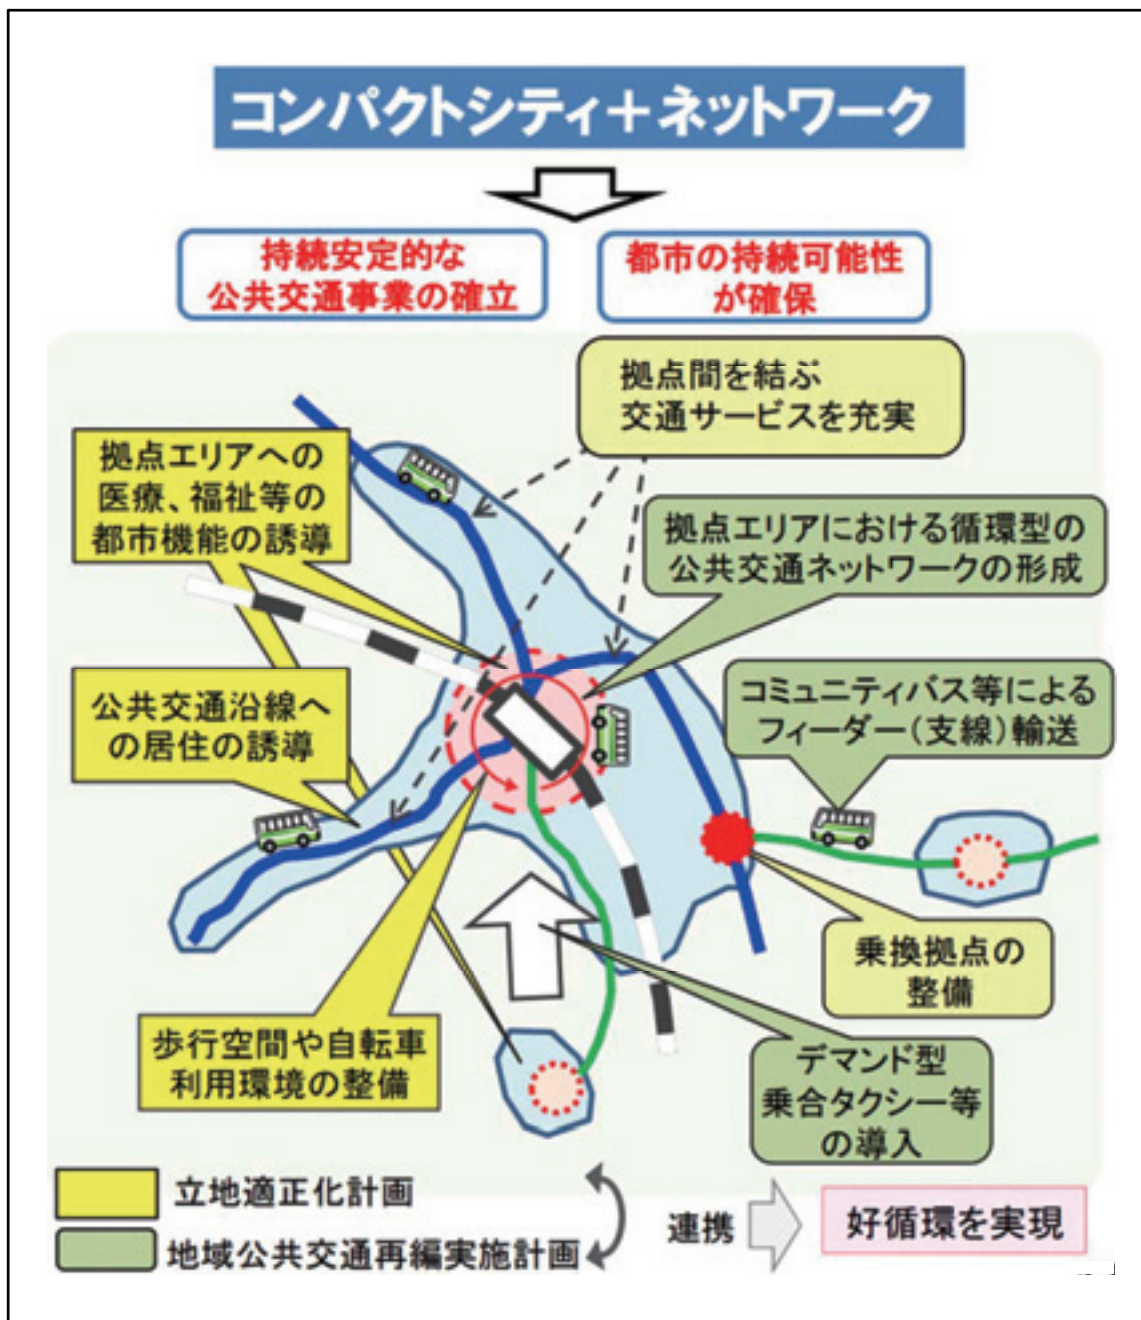 コンパクトシティ＋ネットワーク
持続安定的な
公共交通事業の確立
都市の持続可能性
が確保
拠点間を結ぶ
交通サービスを充実
拠点エリアへの
医療、福祉等の
都市機能の誘導
拠点エリアにおける循環型の
公共交通ネットワークの形成
公共交通沿線へ
の居住の誘導
コミュニティバス等による
フィーダー（支線）輸送
乗換拠点の
整備
歩行空間や自転車
利用環境の整備
デマンド型
乗合タクシー等
の導入
立地適正化計画
地域公共交通再編実施計画
連携
好循環を実現